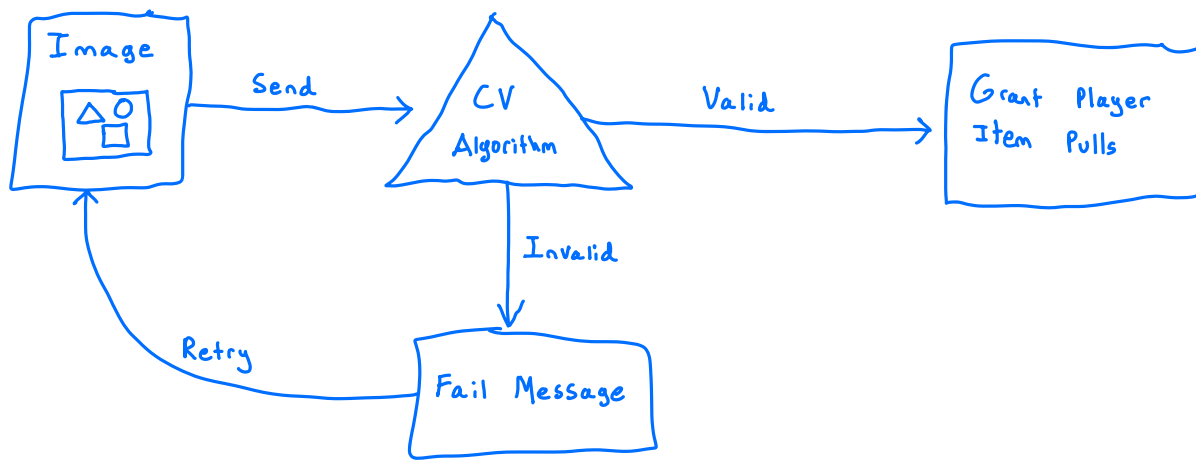 Image
Send
CV
Algorithm
Valid
Grant Player
Item Pulls
Invalid
Retry
Fail Message